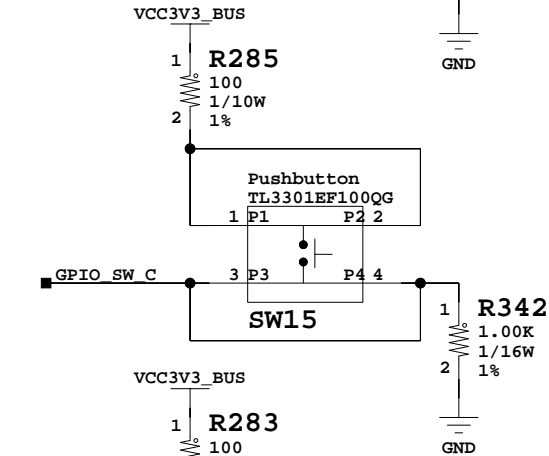 VCC3V3_BUS
GND
1 R285
100
1/10W
2 1%
Pushbutton
TL3301EF100QG
1 P1 P2 2
GPIO_SW_C 3 P3 P4 4
SW15
1 R342
1.00K
1/16W
2 1%
VCC3V3_BUS
1 R283
100
GND